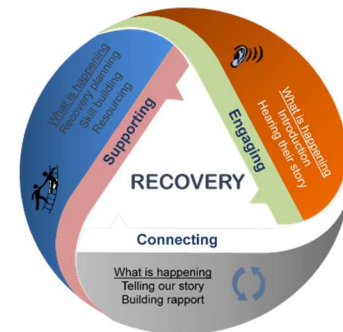 What is happening
Recovery planning
Skill building
Resourcing
Supporting
Engaging
What is happening
Introduction
Hearing their story
RECOVERY
Connecting
What is happening
Telling our story
Building rapport